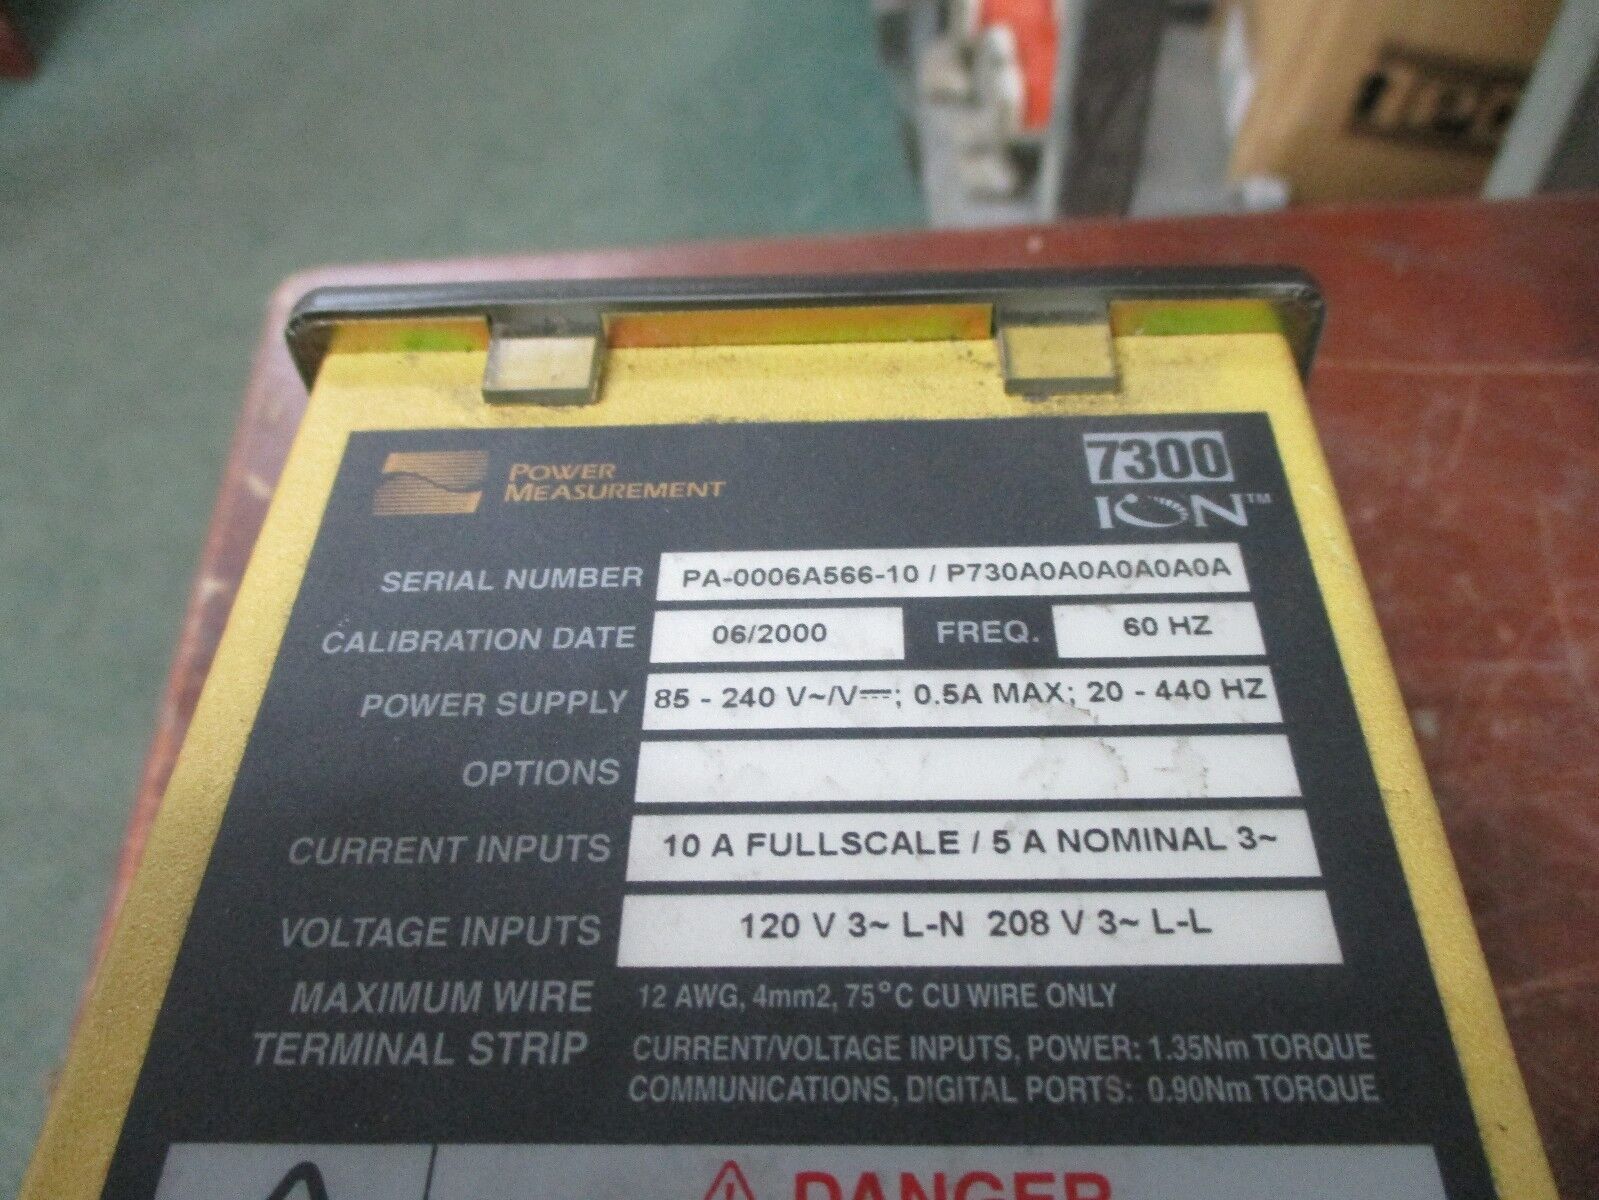 POWER
MEASUREMENT
7300
ION™
SERIAL NUMBER PA-0006A566-10 / P730A0A0A0A0A0A
CALIBRATION DATE 06/2000 FREQ. 60 HZ
POWER SUPPLY 85 - 240 V~/V⎓; 0.5A MAX; 20 - 440 HZ
OPTIONS
CURRENT INPUTS 10 A FULLSCALE / 5 A NOMINAL 3~
VOLTAGE INPUTS 120 V 3~ L-N 208 V 3~ L-L
MAXIMUM WIRE 12 AWG, 4mm2, 75°C CU WIRE ONLY
TERMINAL STRIP CURRENT/VOLTAGE INPUTS, POWER: 1.35Nm TORQUE
COMMUNICATIONS, DIGITAL PORTS: 0.90Nm TORQUE
DANGER